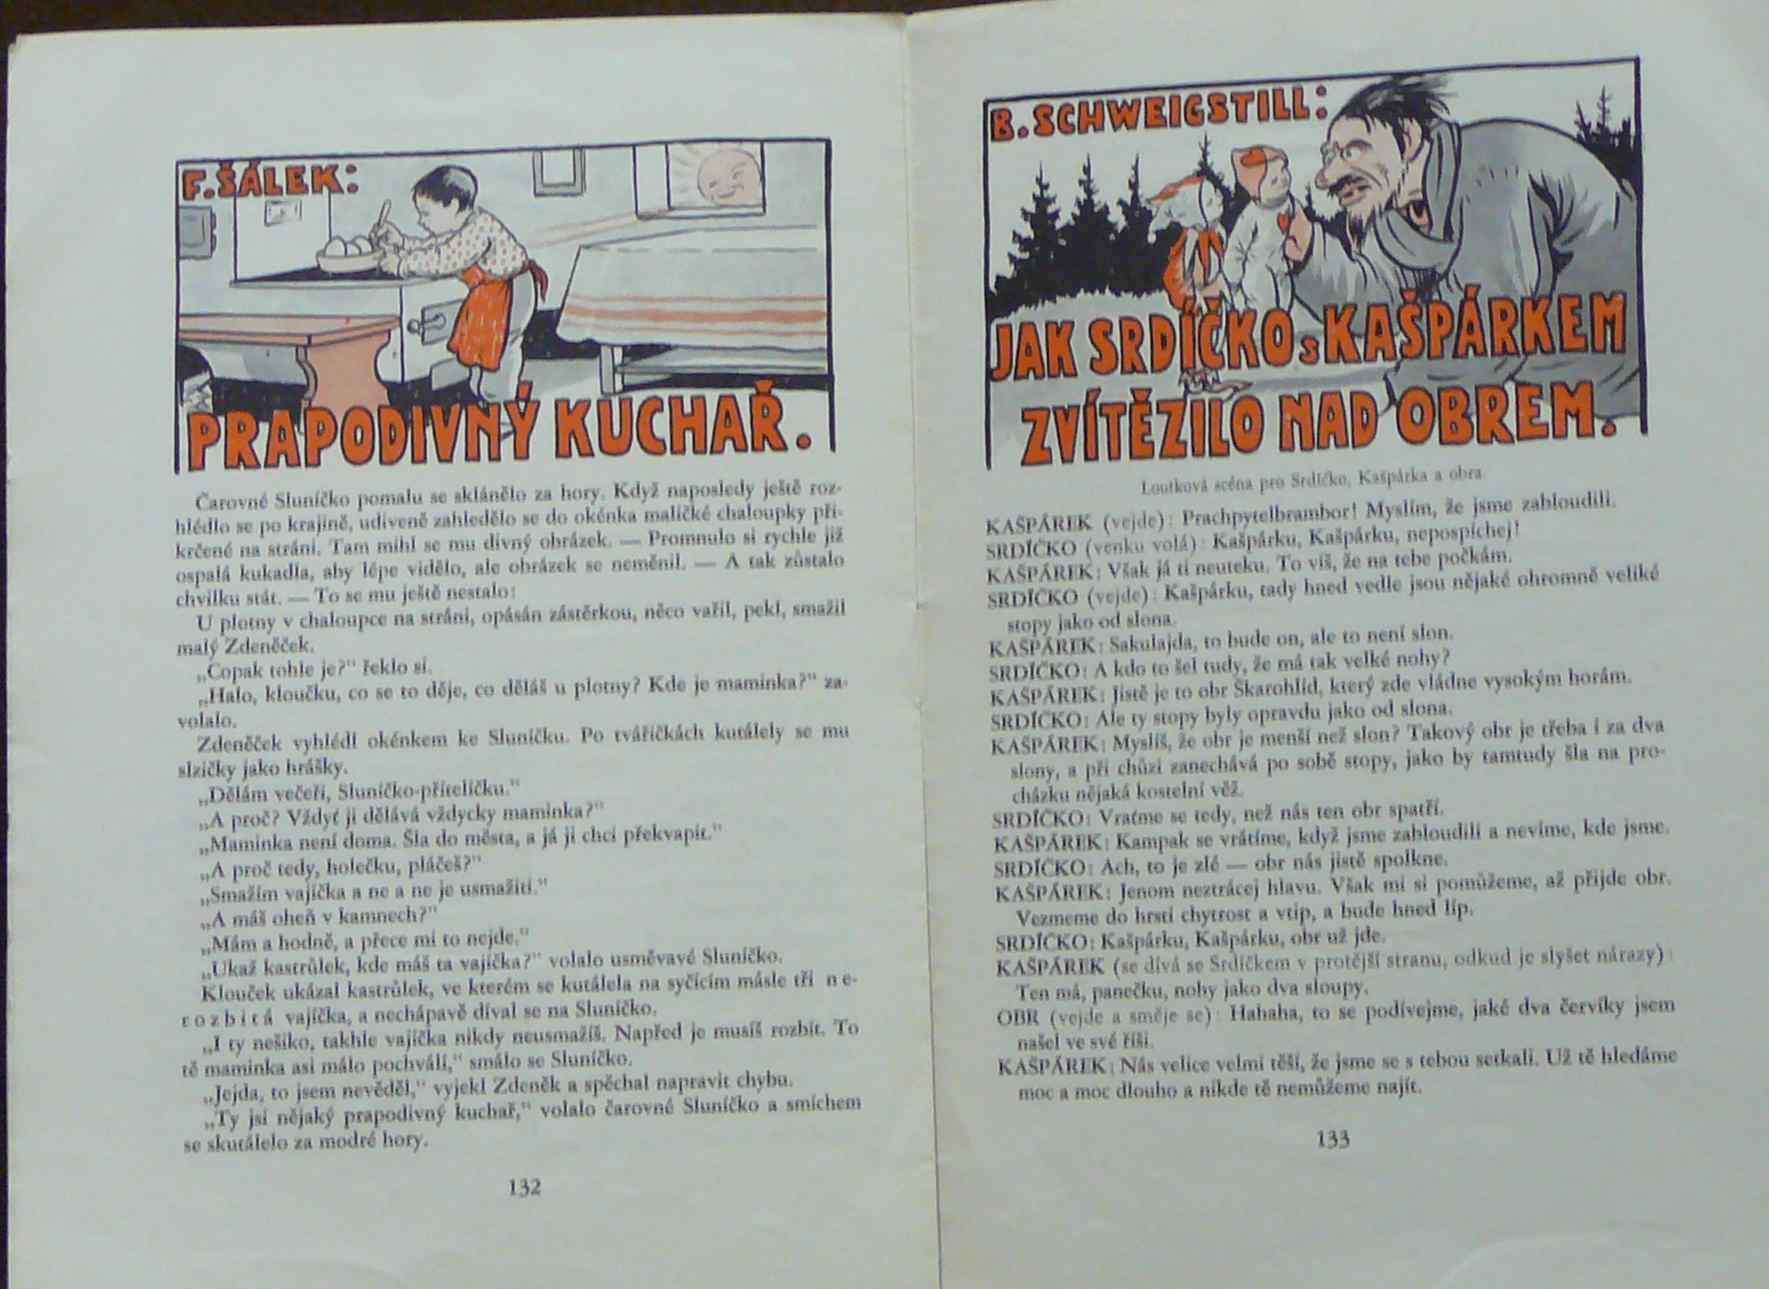 F. ŠÁLEK:
PRAPODIVNÝ KUCHAŘ.
Čarovné Sluníčko pomalu se sklánělo za hory. Když naposledy ještě roz-
hlédlo se po krajině, udiveně zahledělo se do okénka maličké chaloupky při-
krčené na stráni. Tam mihl se mu divný obrázek. — Promnulo si rychle již
ospalá kukadla, aby lépe vidělo, ale obrázek se neměnil. — A tak zůstalo
chvilku stát. — To se mu ještě nestalo!
U plotny v chaloupce na stráni, opásán zástěrkou, něco vařil, pekl, smažil
malý Zdeněček.
„Copak tohle je?“ řeklo si.
„Halo, kloučku, co se to děje, co děláš u plotny? Kde je maminka?“ za-
volalo.
Zdeněček vyhlédl okénkem ke Sluníčku. Po tvářičkách kutálely se mu
slzičky jako hrášky.
„Dělám večeři, Sluníčko-přítelíčku.“
„A proč? Vždyť ji dělává vždycky maminka?“
„Maminka není doma. Šla do města, a já ji chci překvapit.“
„A proč tedy, holečku, pláčeš?“
„Smažím vajíčka a ne a ne je usmažiti.“
„A máš oheň v kamnech?“
„Mám a hodně, a přece mi to nejde.“
„Ukaž kastrůlek, kde máš ta vajíčka?“ volalo usměvavé Sluníčko.
Klouček ukázal kastrůlek, ve kterém se kutálela na syčícím másle tři ne-
rozbitá vajíčka, a nechápavě díval se na Sluníčko.
„I ty nešiko, takhle vajíčka nikdy neusmažíš. Napřed je musíš rozbít. To
tě maminka asi málo pochválí,“ smálo se Sluníčko.
„Jejda, to jsem nevěděl,“ vyjekl Zdeněk a spěchal napravit chybu.
„Ty jsi nějaký prapodivný kuchař,“ volalo čarovné Sluníčko a smíchem
se skutálelo za modré hory.
132
B. SCHWEIGSTILL:
JAK SRDÍČKO s KAŠPÁRKEM
ZVÍTĚZILO NAD OBREM.
Loutková scéna pro Srdíčko, Kašpárka a obra.
KAŠPÁREK (vejde): Prachpytelbrambor! Myslím, že jsme zabloudili.
SRDÍČKO (venku volá): Kašpárku, Kašpárku, nepospíchej!
KAŠPÁREK: Však já ti neuteku. To víš, že na tebe počkám.
SRDÍČKO (vejde): Kašpárku, tady hned vedle jsou nějaké ohromně veliké
stopy jako od slona.
KAŠPÁREK: Sakulajda, to bude on, ale to není slon.
SRDÍČKO: A kdo to šel tudy, že má tak velké nohy?
KAŠPÁREK: Jistě je to obr Škarohlíd, který zde vládne vysokým horám.
SRDÍČKO: Ale ty stopy byly opravdu jako od slona.
KAŠPÁREK: Myslíš, že obr je menší než slon? Takový obr je třeba i za dva
slony, a při chůzi zanechává po sobě stopy, jako by tamtudy šla na pro-
cházku nějaká kostelní věž.
SRDÍČKO: Vraťme se tedy, než nás ten obr spatří.
KAŠPÁREK: Kampak se vrátíme, když jsme zabloudili a nevíme, kde jsme.
SRDÍČKO: Ach, to je zlé — obr nás jistě spolkne.
KAŠPÁREK: Jenom neztrácej hlavu. Však mi si pomůžeme, až přijde obr.
Vezmeme do hrsti chytrost a vtip, a bude hned líp.
SRDÍČKO: Kašpárku, Kašpárku, obr už jde.
KAŠPÁREK (se dívá se Srdíčkem v protější stranu, odkud je slyšet nárazy):
Ten má, panečku, nohy jako dva sloupy.
OBR (vejde a směje se): Hahaha, to se podívejme, jaké dva červíky jsem
našel ve své říši.
KAŠPÁREK: Nás velice velmi těší, že jsme se s tebou setkali. Už tě hledáme
moc a moc dlouho a nikde tě nemůžeme najít.
133